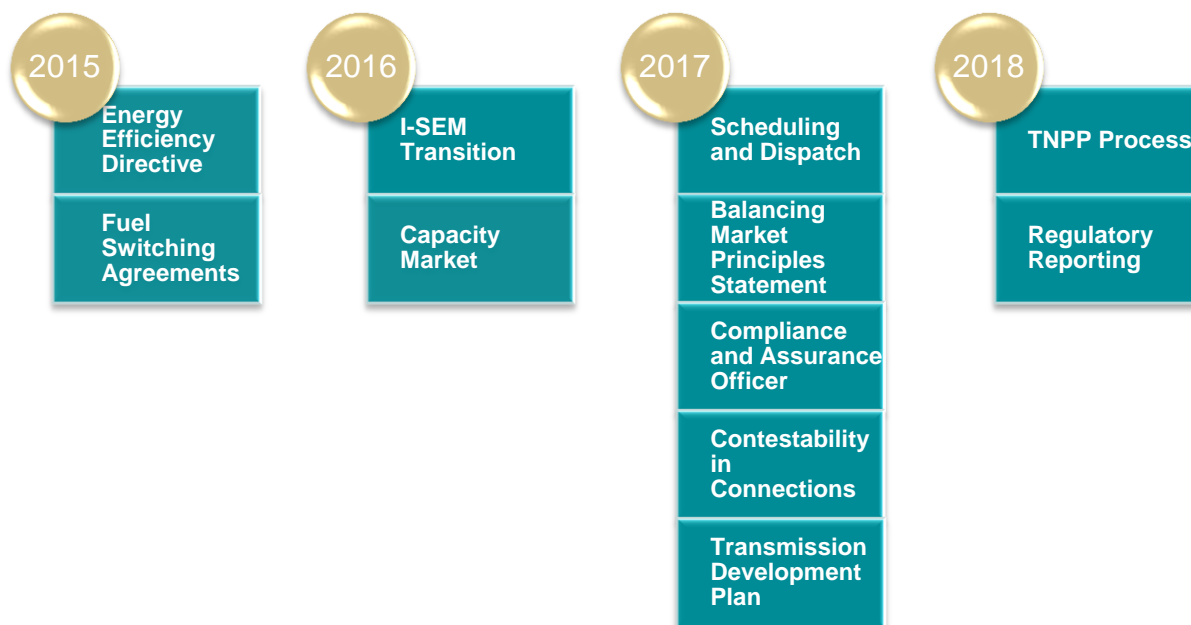 2015
Energy
Efficiency
Directive
Fuel
Switching
Agreements
2016
I-SEM
Transition
Capacity
Market
2017
Scheduling
and Dispatch
Balancing
Market
Principles
Statement
Compliance
and Assurance
Officer
Contestability
in
Connections
Transmission
Development
Plan
2018
TNPP Process
Regulatory
Reporting